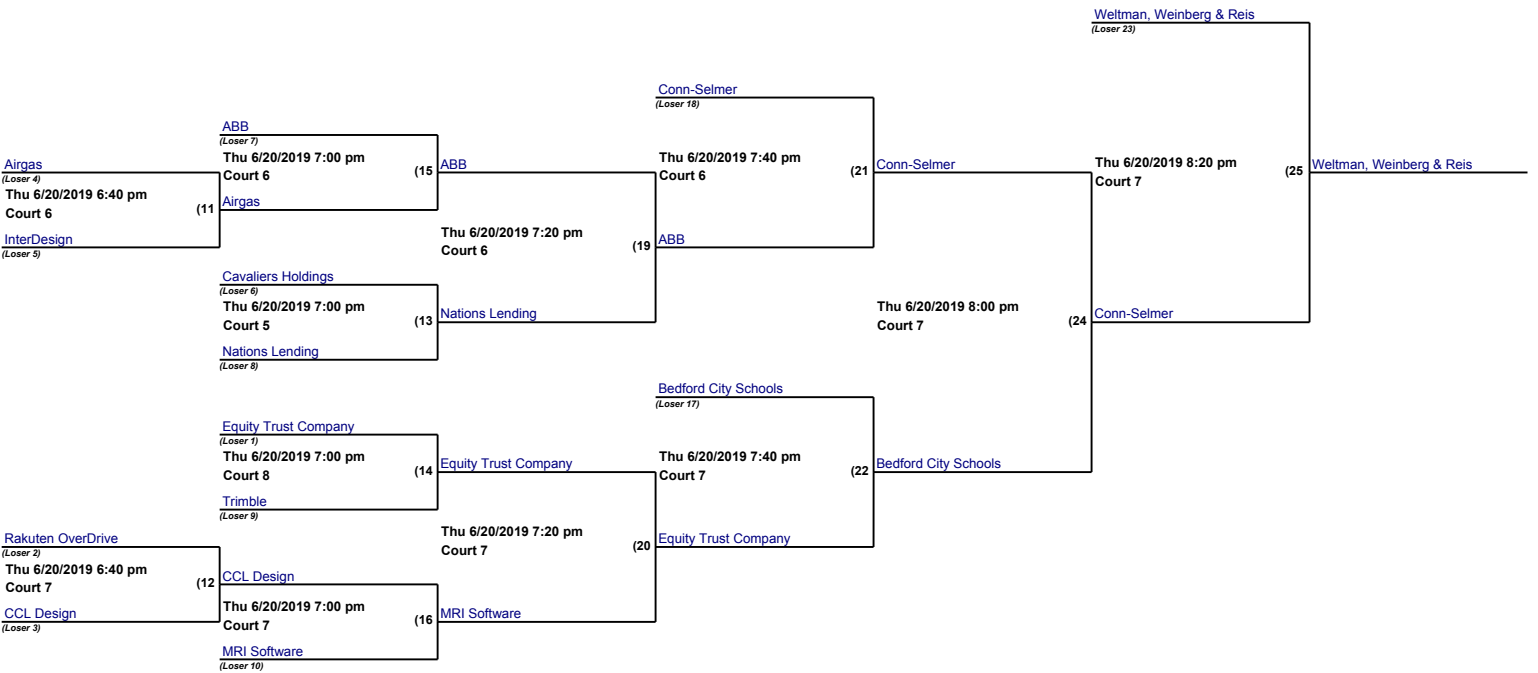 Weltman, Weinberg & Reis
(Loser 23)
Conn-Selmer
(Loser 18)
ABB
(Loser 7)
Thu 6/20/2019 7:00 pm
Court 6
(15
ABB
Thu 6/20/2019 7:40 pm
Court 6
(21
Conn-Selmer
Thu 6/20/2019 8:20 pm
Court 7
(25
Weltman, Weinberg & Reis
Airgas
(Loser 4)
Thu 6/20/2019 6:40 pm
Court 6
(11
Airgas
InterDesign
(Loser 5)
Thu 6/20/2019 7:20 pm
Court 6
(19
ABB
Cavaliers Holdings
(Loser 6)
Thu 6/20/2019 7:00 pm
Court 5
(13
Nations Lending
Nations Lending
(Loser 8)
Thu 6/20/2019 8:00 pm
Court 7
(24
Conn-Selmer
Bedford City Schools
(Loser 17)
Equity Trust Company
(Loser 1)
Thu 6/20/2019 7:00 pm
Court 8
(14
Equity Trust Company
Thu 6/20/2019 7:40 pm
Court 7
(22
Bedford City Schools
Trimble
(Loser 9)
Thu 6/20/2019 7:20 pm
Court 7
(20
Equity Trust Company
Rakuten OverDrive
(Loser 2)
Thu 6/20/2019 6:40 pm
Court 7
(12
CCL Design
CCL Design
(Loser 3)
Thu 6/20/2019 7:00 pm
Court 7
(16
MRI Software
MRI Software
(Loser 10)